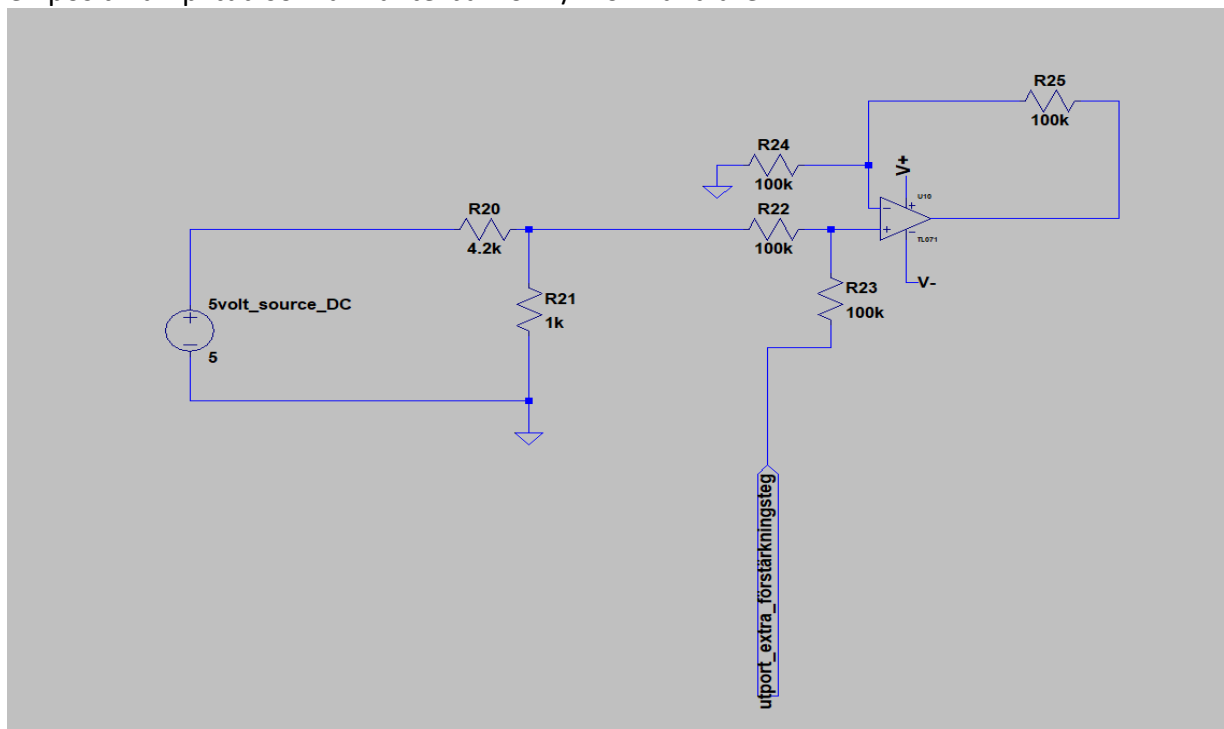 R25
100k
R24
100k
V+
U10
TL071
V-
R20
4.2k
R22
100k
R21
1k
R23
100k
5volt_source_DC
5
utport_extra_förstärkningsteg